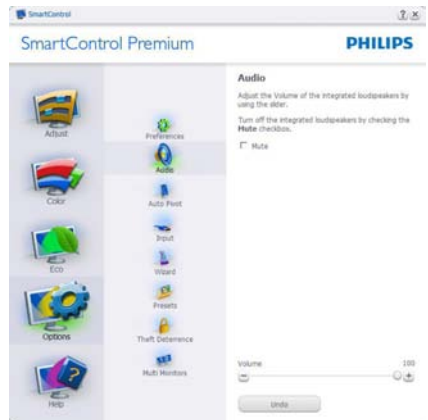 SmartControl
SmartControl Premium
PHILIPS
Adjust
Color
Eco
Options
Help
Preferences
Audio
Auto Pivot
Input
Wizard
Presets
Theft Deterrence
Multi Monitors
Audio
Adjust the Volume of the integrated loudspeakers by
using the slider.
Turn off the integrated loudspeakers by checking the
Mute checkbox.
Mute
Volume 100
Undo